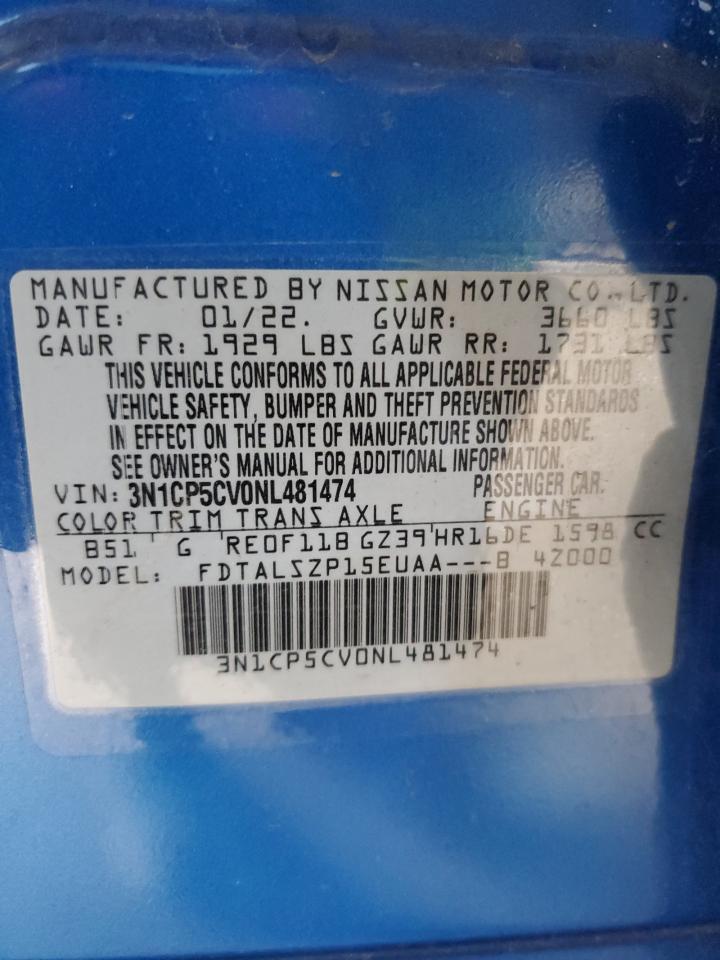 MANUFACTURED BY NISSAN MOTOR CO., LTD.
DATE: 01/22. GVWR: 3660 LBS
GAWR FR: 1929 LBS GAWR RR: 1731 LBS
THIS VEHICLE CONFORMS TO ALL APPLICABLE FEDERAL MOTOR
VEHICLE SAFETY, BUMPER AND THEFT PREVENTION STANDARDS
IN EFFECT ON THE DATE OF MANUFACTURE SHOWN ABOVE.
SEE OWNER'S MANUAL FOR ADDITIONAL INFORMATION.
VIN: 3N1CP5CV0NL481474 PASSENGER CAR.
COLOR TRIM TRANS AXLE ENGINE
B51 G RE0F11B GZ39 HR16DE 1598 CC
MODEL: FDTALSZP15EUAA---B 42000
3N1CP5CV0NL481474